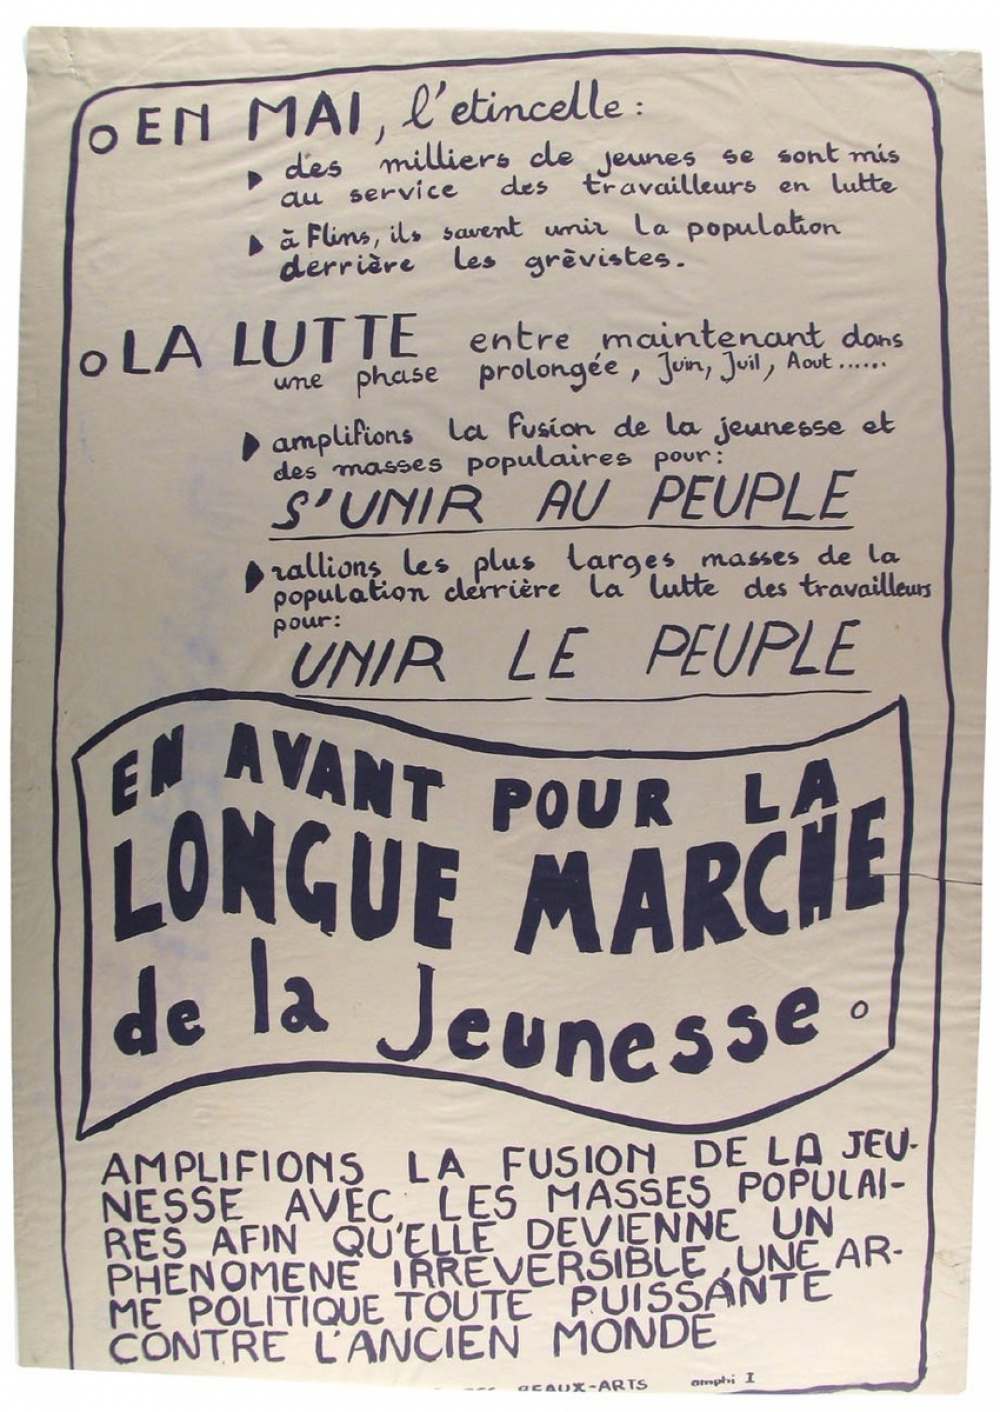 EN MAI, l'etincelle :
des milliers de jeunes se sont mis
au service des travailleurs en lutte
à Flins, ils savent unir la population
derrière les grèvistes.
LA LUTTE entre maintenant dans
une phase prolongée, Juin, Juil, Aout......
amplifions la fusion de la jeunesse et
des masses populaires pour:
S'UNIR AU PEUPLE
rallions les plus larges masses de la
population derrière la lutte des travailleurs
pour:
UNIR LE PEUPLE
EN AVANT POUR LA
LONGUE MARCHE
de la Jeunesse.
AMPLIFIONS LA FUSION DE LA JEU-
NESSE AVEC LES MASSES POPULAI-
RES AFIN QU'ELLE DEVIENNE UN
PHENOMENE IRREVERSIBLE, UNE AR-
ME POLITIQUE TOUTE PUISSANTE
CONTRE L'ANCIEN MONDE
BEAUX-ARTS amphi I